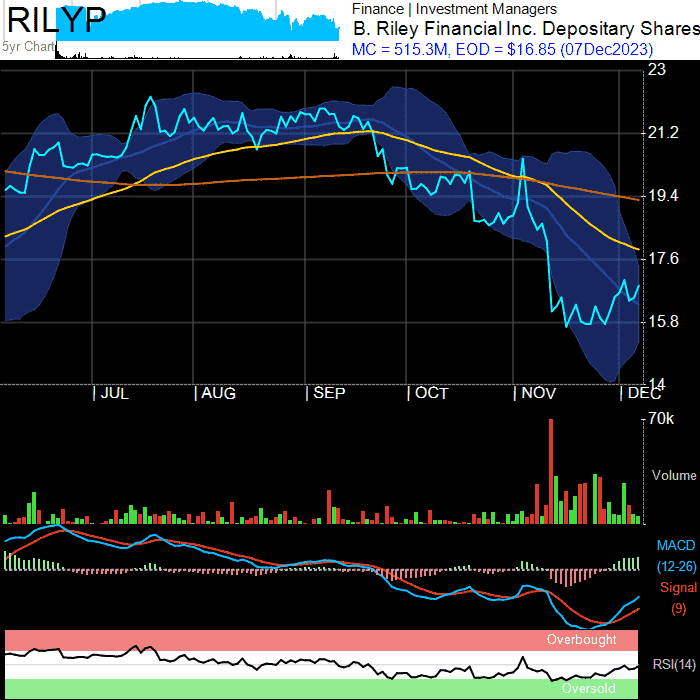 RILYP
5yr Chart
Finance | Investment Managers
B. Riley Financial Inc. Depositary Shares
MC = 515.3M, EOD = $16.85 (07Dec2023)
23
21.2
19.4
17.6
15.8
14
JUL
AUG
SEP
OCT
NOV
DEC
70k
Volume
MACD
(12-26)
Signal
(9)
Overbought
RSI(14)
Oversold